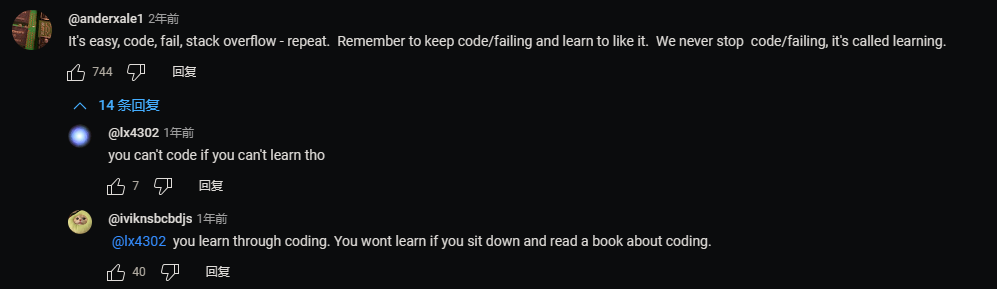 @anderxale1 2年前
It's easy, code, fail, stack overflow - repeat.  Remember to keep code/failing and learn to like it.  We never stop  code/failing, it's called learning.
744 回复
14 条回复
@lx4302 1年前
you can't code if you can't learn tho
7 回复
@iviknsbcbdjs 1年前
@lx4302  you learn through coding. You wont learn if you sit down and read a book about coding.
40 回复